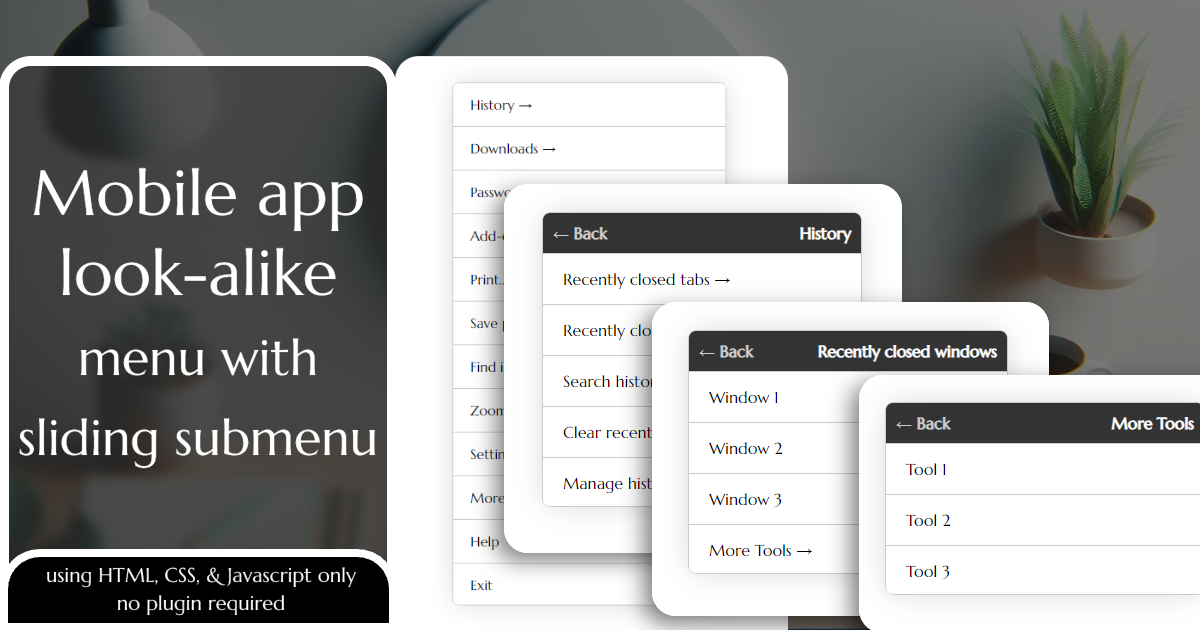 Mobile app
look-alike
menu with
sliding submenu
using HTML, CSS, & Javascript only
no plugin required
History →
Downloads →
Passwo
Add-
Print..
Save
Find i
Zoom
Settin
More
Help
Exit
← Back History
Recently closed tabs →
Recently clo
Search histo
Clear recent
Manage hist
← Back Recently closed windows
Window 1
Window 2
Window 3
More Tools →
← Back More Tools
Tool 1
Tool 2
Tool 3